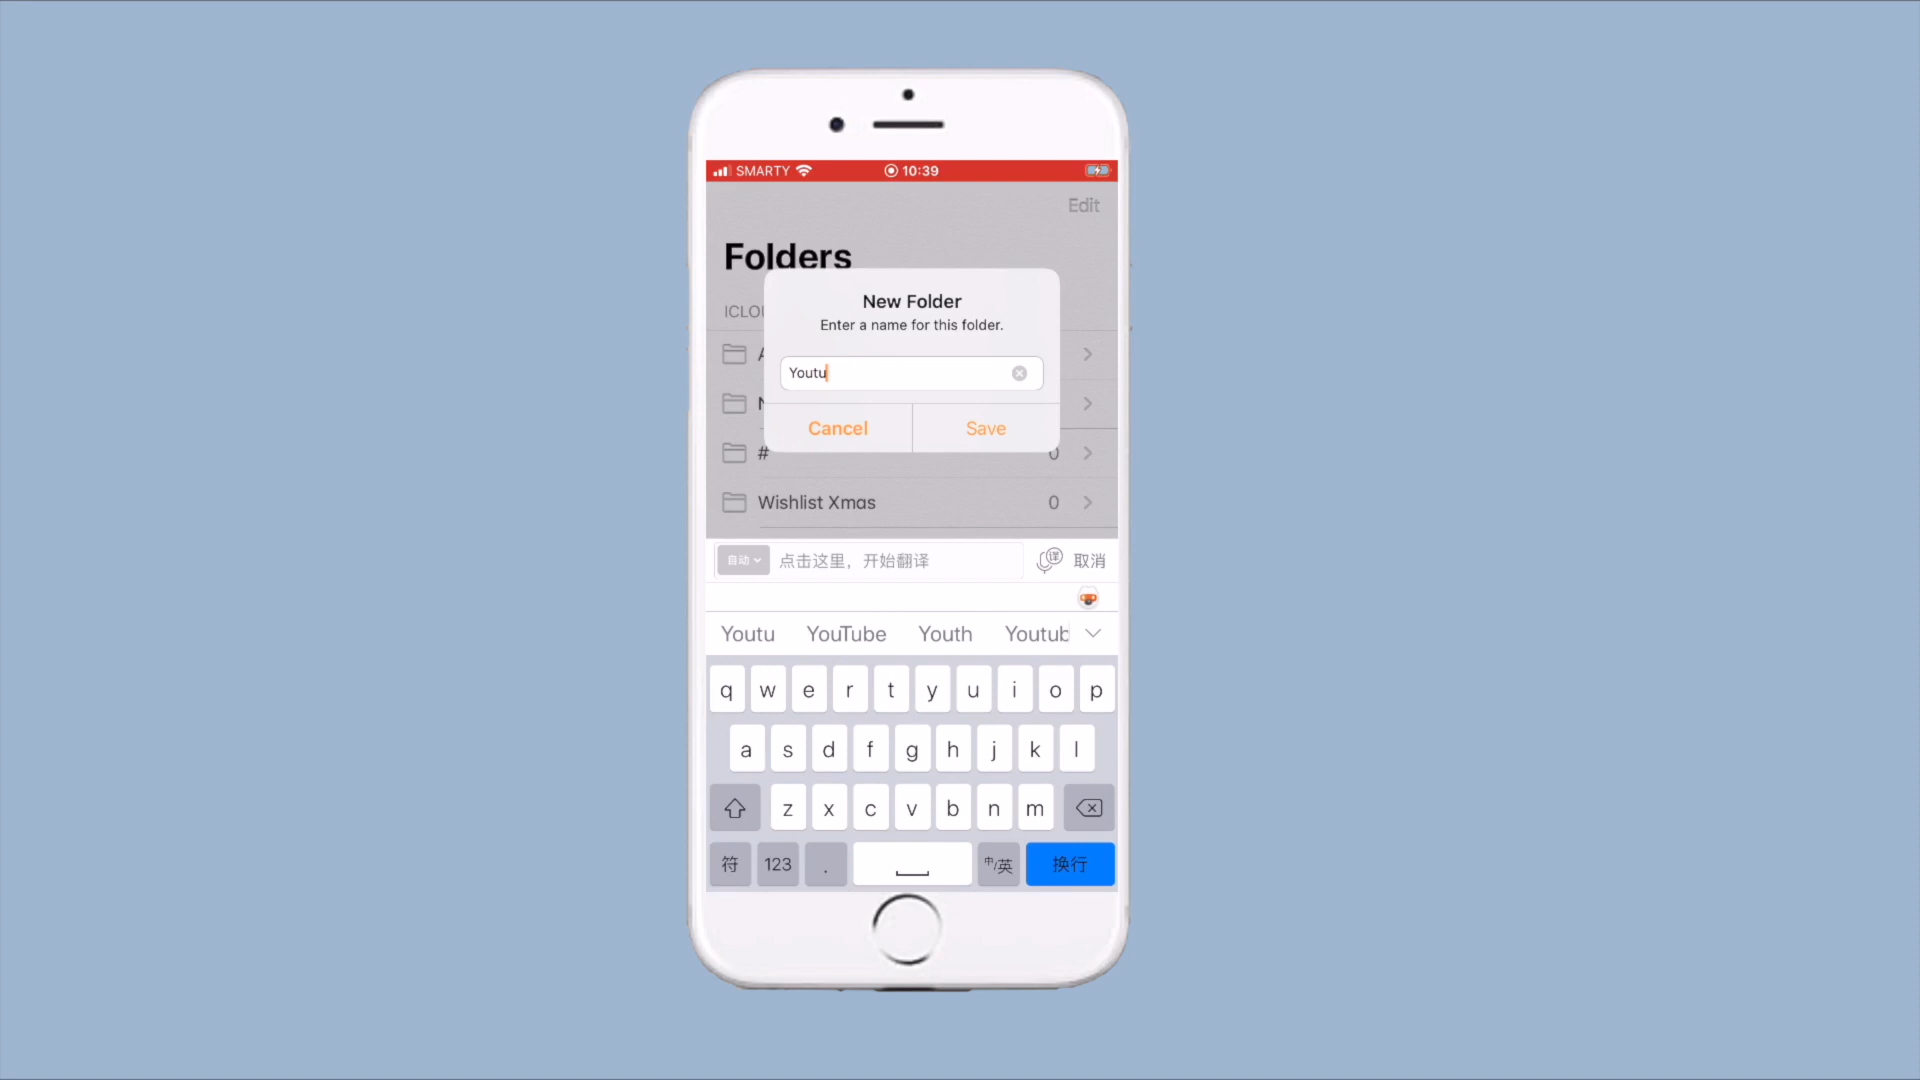 SMARTY 10:39
Edit
Folders
ICLOU
New Folder
Enter a name for this folder.
Youtu
Cancel Save
# 0
Wishlist Xmas 0
自动 点击这里，开始翻译 译 取消
Youtu YouTube Youth Youtub
q w e r t y u i o p
a s d f g h j k l
z x c v b n m
符 123 . 中/英 换行